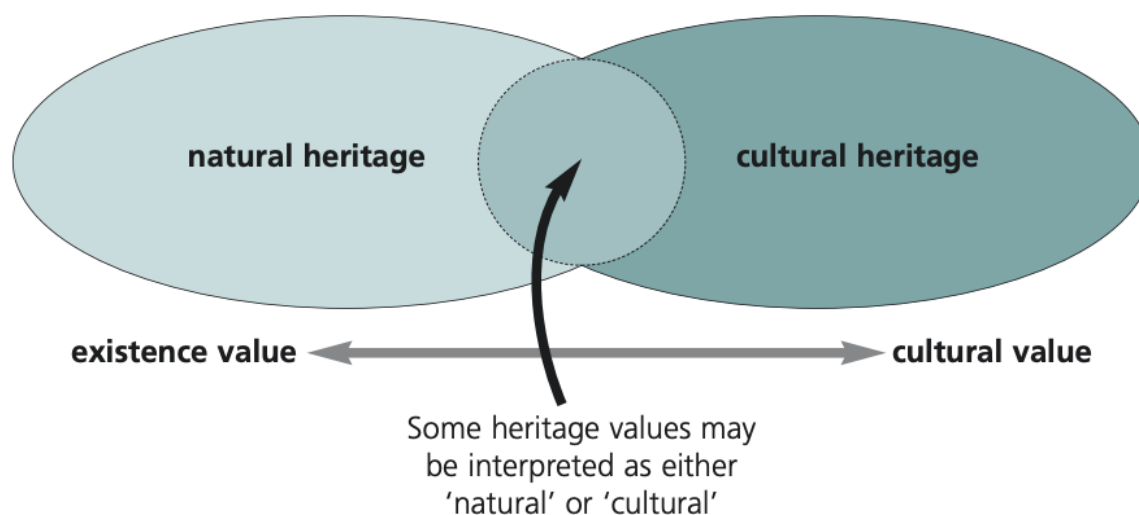 natural heritage
cultural heritage
existence value
cultural value
Some heritage values may
be interpreted as either
‘natural’ or ‘cultural’